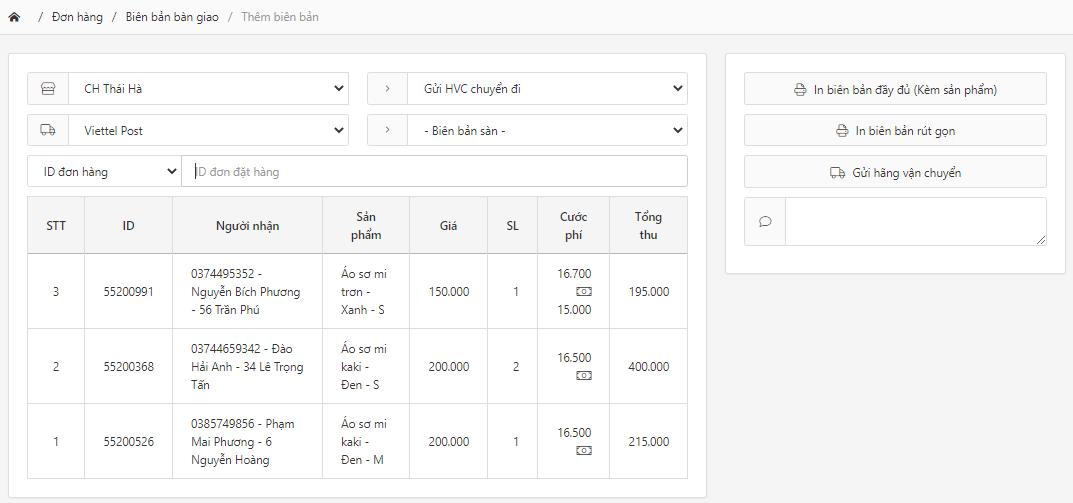 / Đơn hàng / Biên bản bàn giao / Thêm biên bản
CH Thái Hà
Gửi HVC chuyển đi
Viettel Post
- Biên bản sàn -
ID đơn hàng
ID đơn đặt hàng
STT ID Người nhận Sản phẩm Giá SL Cước phí Tổng thu
3 55200991 0374495352 - Nguyễn Bích Phương - 56 Trần Phú Áo sơ mi trơn - Xanh - S 150.000 1 16.700 15.000 195.000
2 55200368 03744659342 - Đào Hải Anh - 34 Lê Trọng Tấn Áo sơ mi kaki - Đen - S 200.000 2 16.500 400.000
1 55200526 0385749856 - Phạm Mai Phương - 6 Nguyễn Hoàng Áo sơ mi kaki - Đen - M 200.000 1 16.500 215.000
In biên bản đầy đủ (Kèm sản phẩm)
In biên bản rút gọn
Gửi hãng vận chuyển